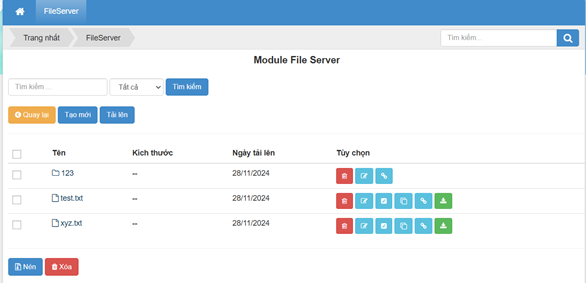 FileServer
Trang nhất FileServer Tìm kiếm...
Module File Server
Tìm kiếm ... Tất cả Tìm kiếm
Quay lại Tạo mới Tải lên
Tên Kích thước Ngày tải lên Tùy chọn
123 -- 28/11/2024
test.txt -- 28/11/2024
xyz.txt -- 28/11/2024
Nén Xóa